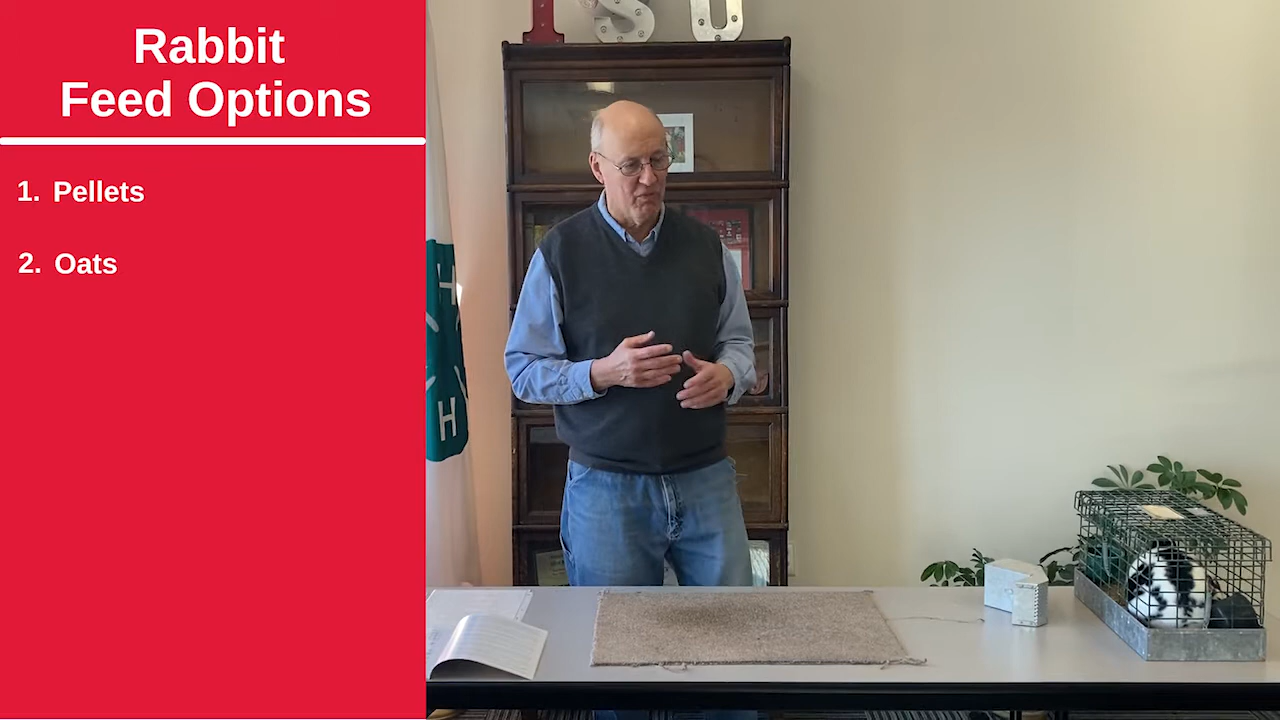 Rabbit
Feed Options
1. Pellets
2. Oats
I S U
H
H